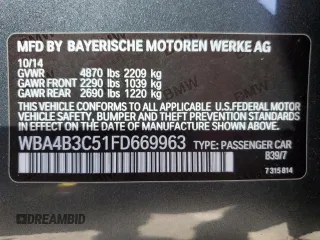 MFD BY BAYERISCHE MOTOREN WERKE AG
10/14
GVWR 4870 lbs 2209 kg
GAWR FRONT 2290 lbs 1039 kg
GAWR REAR 2690 lbs 1220 kg
THIS VEHICLE CONFORMS TO ALL APPLICABLE U.S. FEDERAL
MOTOR VEHICLE SAFETY, BUMPER, AND THEFT PREVENTION
STANDARDS IN EFFECT ON THE DATE OF MANUFACTURE SHOWN ABOVE.
WBA4B3C51FD669963 TYPE: PASSENGER CAR
B39/7
7 315 814
DREAMBID DREAMBID